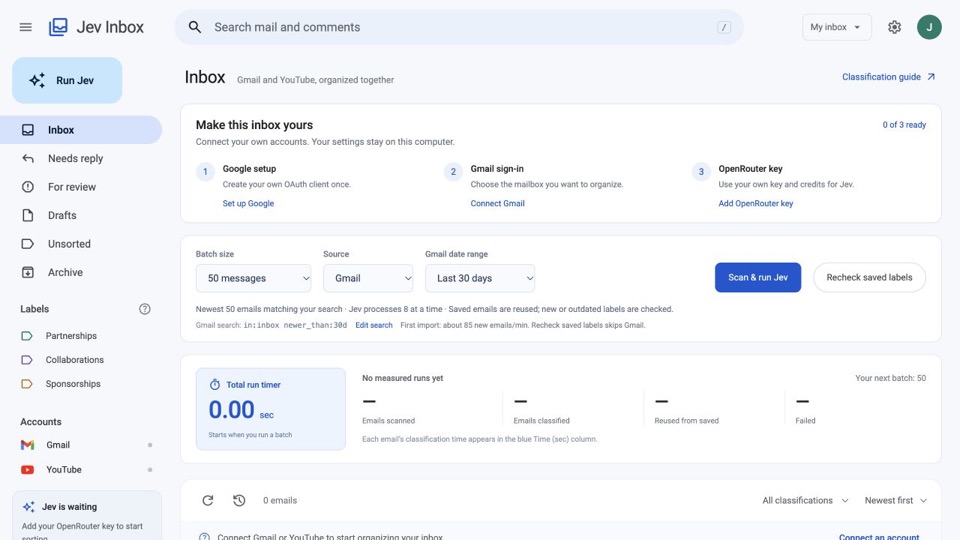 Jev Inbox
Search mail and comments
/
My inbox
J
Run Jev
Inbox
Needs reply
For review
Drafts
Unsorted
Archive
Labels
?
Partnerships
Collaborations
Sponsorships
Accounts
Gmail
YouTube
Jev is waiting
Add your OpenRouter key to start
sorting
Inbox Gmail and YouTube, organized together
Classification guide
Make this inbox yours
0 of 3 ready
Connect your own accounts. Your settings stay on this computer.
1 Google setup
Create your own OAuth client once.
Set up Google
2 Gmail sign-in
Choose the mailbox you want to organize.
Connect Gmail
3 OpenRouter key
Use your own key and credits for Jev.
Add OpenRouter key
Batch size
50 messages
Source
Gmail
Gmail date range
Last 30 days
Scan & run Jev
Recheck saved labels
Newest 50 emails matching your search · Jev processes 8 at a time · Saved emails are reused; new or outdated labels are checked.
Gmail search: in:inbox newer_than:30d Edit search First import: about 85 new emails/min. Recheck saved labels skips Gmail.
Total run timer
0.00 sec
Starts when you run a batch
No measured runs yet
Your next batch: 50
— Emails scanned
— Emails classified
— Reused from saved
— Failed
Each email's classification time appears in the blue Time (sec) column.
0 emails
All classifications
Newest first
Connect Gmail or YouTube to start organizing your inbox
Connect an account